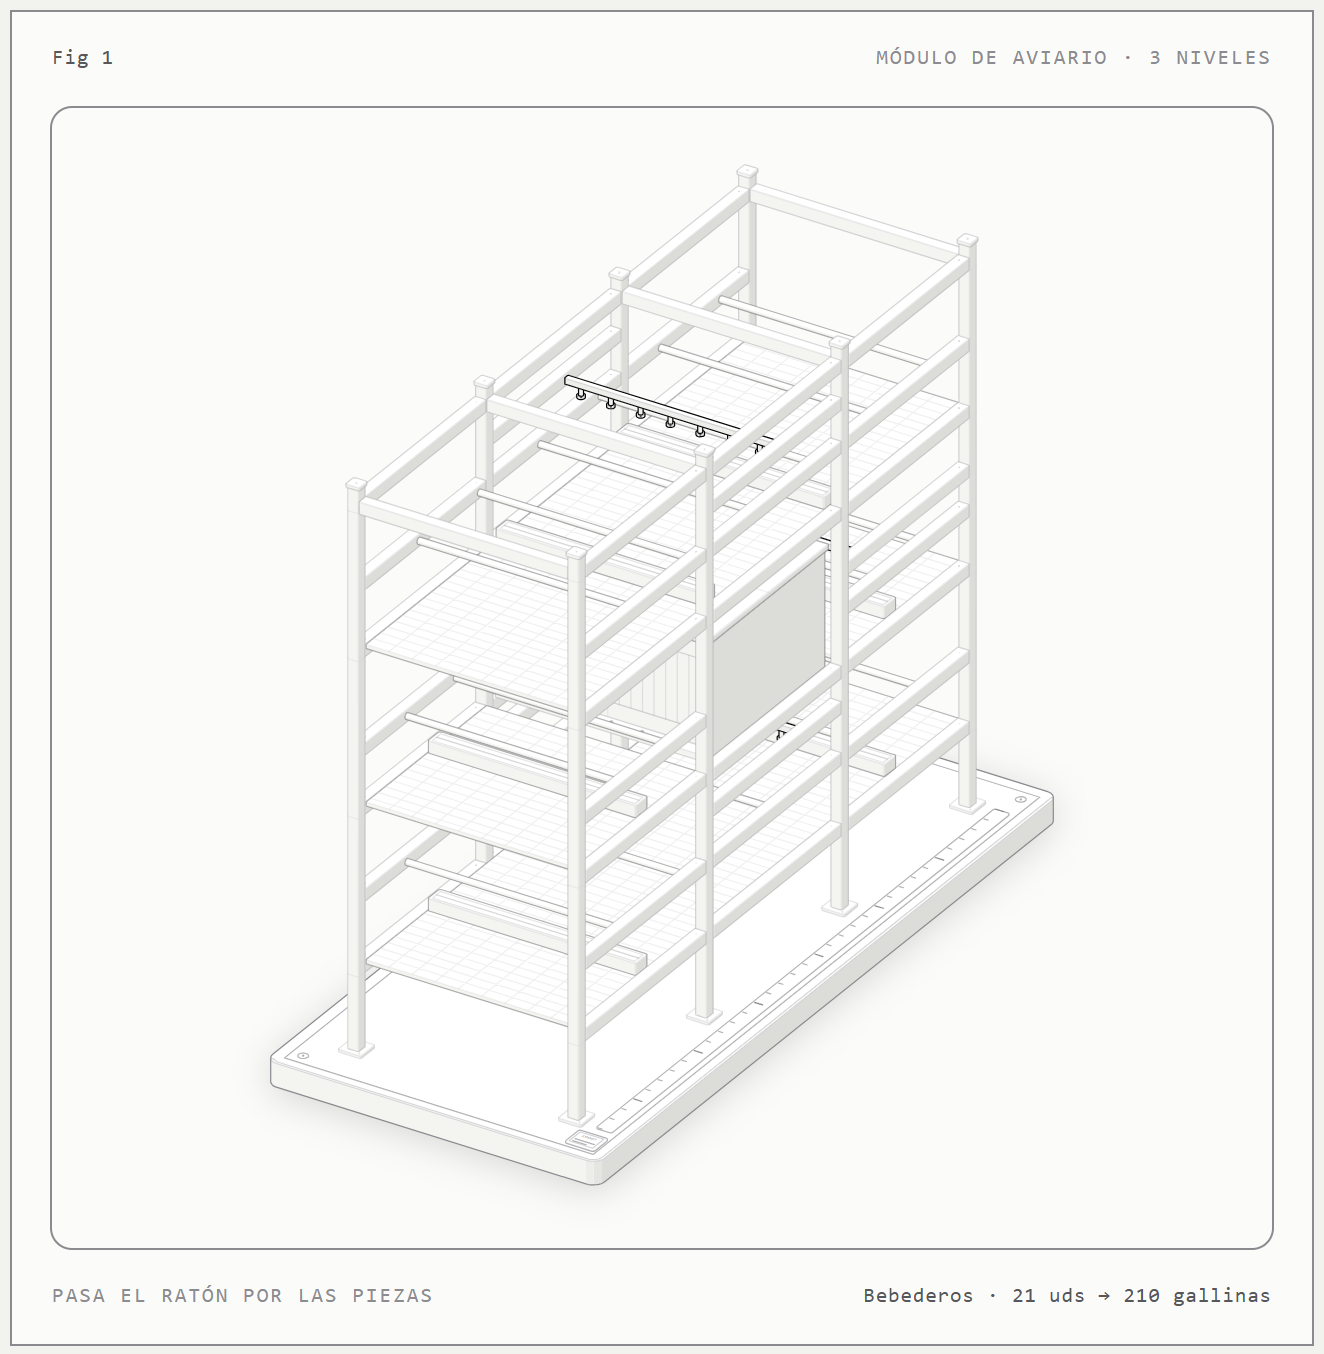 Fig 1
MÓDULO DE AVIARIO · 3 NIVELES
PASA EL RATÓN POR LAS PIEZAS
Bebederos · 21 uds → 210 gallinas